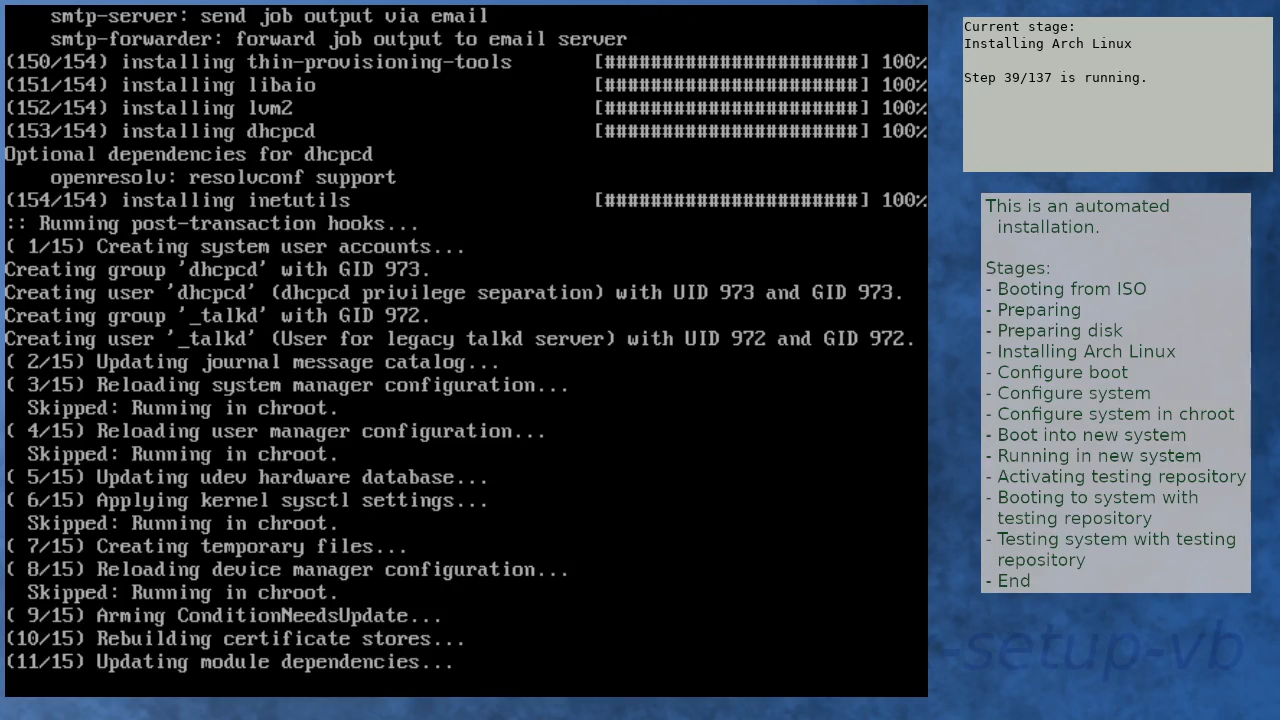 smtp-server: send job output via email
smtp-forwarder: forward job output to email server
(150/154) installing thin-provisioning-tools [######################] 100%
(151/154) installing libaio [######################] 100%
(152/154) installing lvm2 [######################] 100%
(153/154) installing dhcpcd [######################] 100%
Optional dependencies for dhcpcd
openresolv: resolvconf support
(154/154) installing inetutils [######################] 100%
:: Running post-transaction hooks...
( 1/15) Creating system user accounts...
Creating group 'dhcpcd' with GID 973.
Creating user 'dhcpcd' (dhcpcd privilege separation) with UID 973 and GID 973.
Creating group '_talkd' with GID 972.
Creating user '_talkd' (User for legacy talkd server) with UID 972 and GID 972.
( 2/15) Updating journal message catalog...
( 3/15) Reloading system manager configuration...
Skipped: Running in chroot.
( 4/15) Reloading user manager configuration...
Skipped: Running in chroot.
( 5/15) Updating udev hardware database...
( 6/15) Applying kernel sysctl settings...
Skipped: Running in chroot.
( 7/15) Creating temporary files...
( 8/15) Reloading device manager configuration...
Skipped: Running in chroot.
( 9/15) Arming ConditionNeedsUpdate...
(10/15) Rebuilding certificate stores...
(11/15) Updating module dependencies...
Current stage:
Installing Arch Linux
Step 39/137 is running.
This is an automated
installation.
Stages:
- Booting from ISO
- Preparing
- Preparing disk
- Installing Arch Linux
- Configure boot
- Configure system
- Configure system in chroot
- Boot into new system
- Running in new system
- Activating testing repository
- Booting to system with
testing repository
- Testing system with testing
repository
- End
-setup-vb